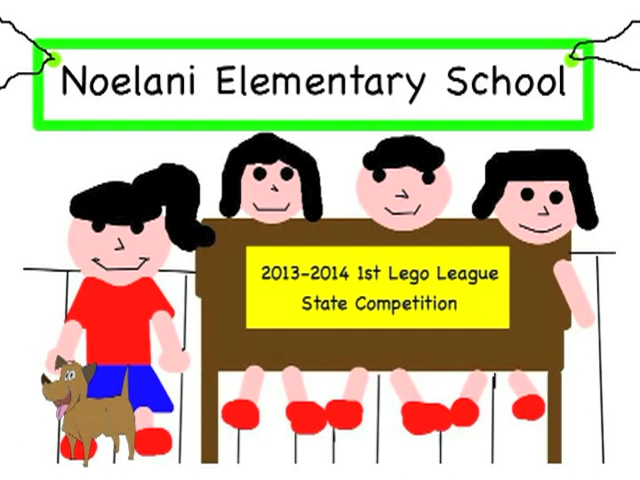 Noelani Elementary School
2013-2014 1st Lego League
State Competition